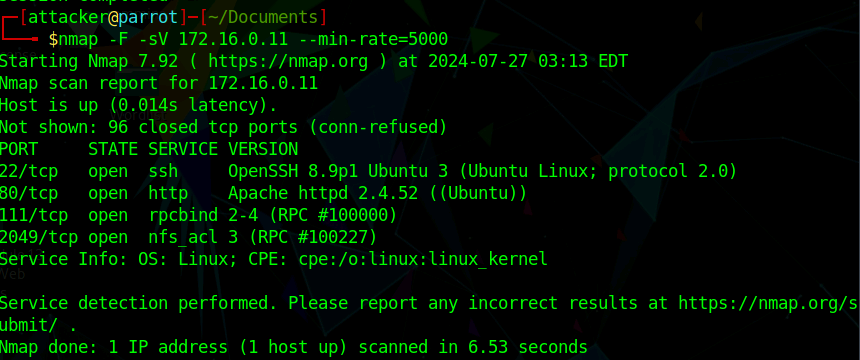 ┌─[attacker@parrot]─[~/Documents]
└──╼ $nmap -F -sV 172.16.0.11 --min-rate=5000
Starting Nmap 7.92 ( https://nmap.org ) at 2024-07-27 03:13 EDT
Nmap scan report for 172.16.0.11
Host is up (0.014s latency).
Not shown: 96 closed tcp ports (conn-refused)
PORT     STATE SERVICE VERSION
22/tcp   open  ssh     OpenSSH 8.9p1 Ubuntu 3 (Ubuntu Linux; protocol 2.0)
80/tcp   open  http    Apache httpd 2.4.52 ((Ubuntu))
111/tcp  open  rpcbind 2-4 (RPC #100000)
2049/tcp open  nfs_acl 3 (RPC #100227)
Service Info: OS: Linux; CPE: cpe:/o:linux:linux_kernel

Service detection performed. Please report any incorrect results at https://nmap.org/s
ubmit/ .
Nmap done: 1 IP address (1 host up) scanned in 6.53 seconds